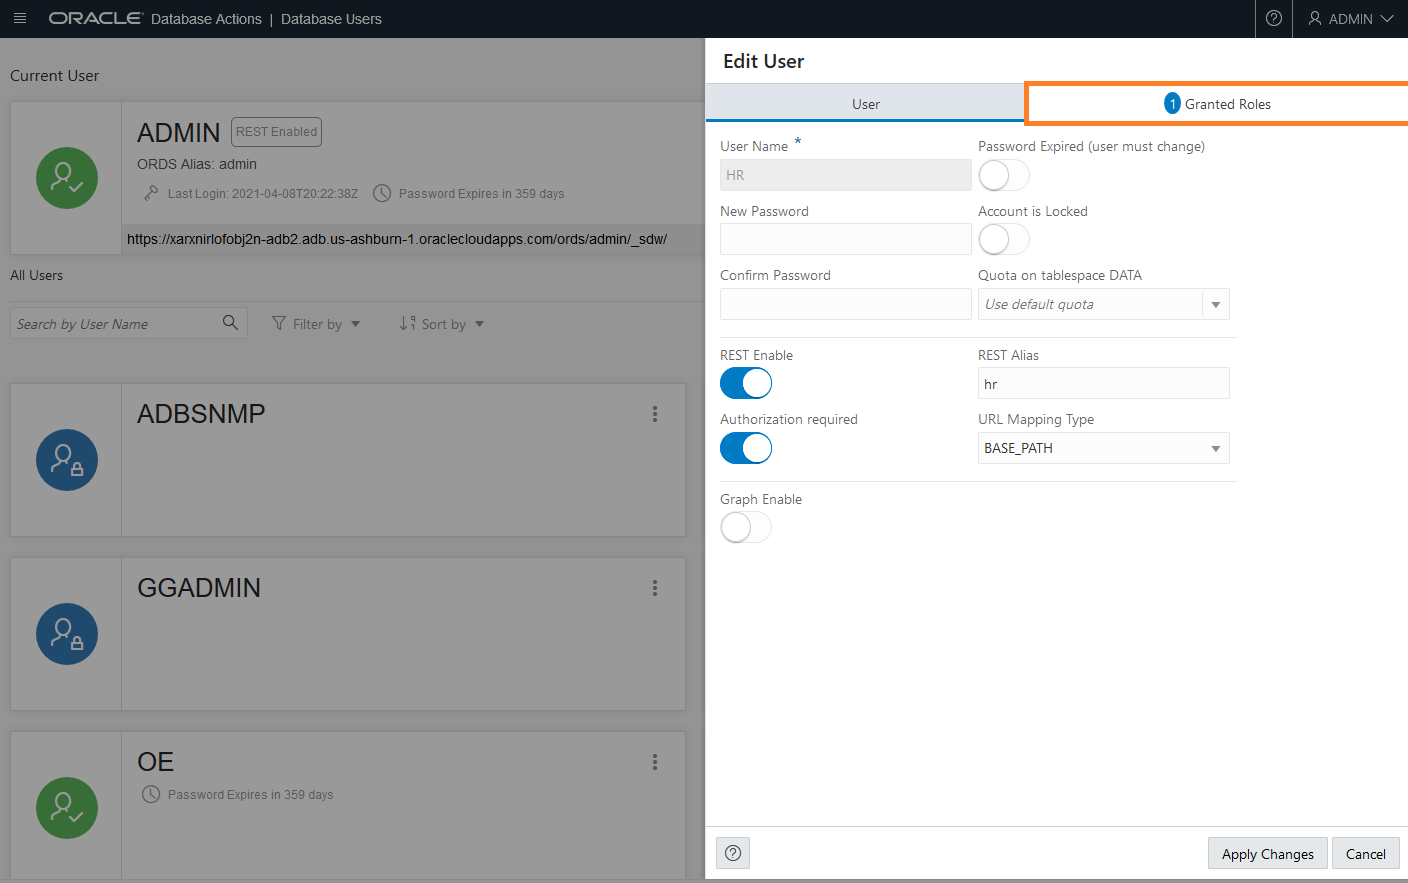 ORACLE Database Actions | Database Users
ADMIN
Current User
ADMIN REST Enabled
ORDS Alias: admin
Last Login: 2021-04-08T20:22:38Z Password Expires in 359 days
https://xarxnirlofobj2n-adb2.adb.us-ashburn-1.oraclecloudapps.com/ords/admin/_sdw/
All Users
Search by User Name Filter by Sort by
ADBSNMP
GGADMIN
OE
Password Expires in 359 days
Edit User
User 1 Granted Roles
User Name * Password Expired (user must change)
HR
New Password Account is Locked
Confirm Password Quota on tablespace DATA
Use default quota
REST Enable REST Alias
hr
Authorization required URL Mapping Type
BASE_PATH
Graph Enable
Apply Changes Cancel